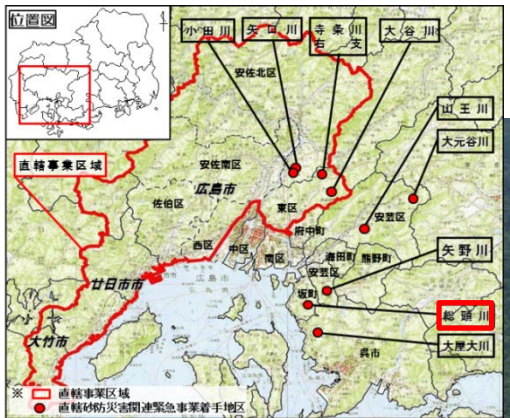 位置図
小田川
矢口川
寺条川
右支
大谷川
安佐北区
山王川
大元谷川
直轄事業区域
安佐南区
広島市
佐伯区
東区
安芸区
府中町
西区
中区
南区
海田町
熊野町
矢野川
廿日市市
広島市
安芸区
坂町
総頭川
大竹市
大屋大川
呉市
※
直轄事業区域
直轄砂防災害関連緊急事業着手地区